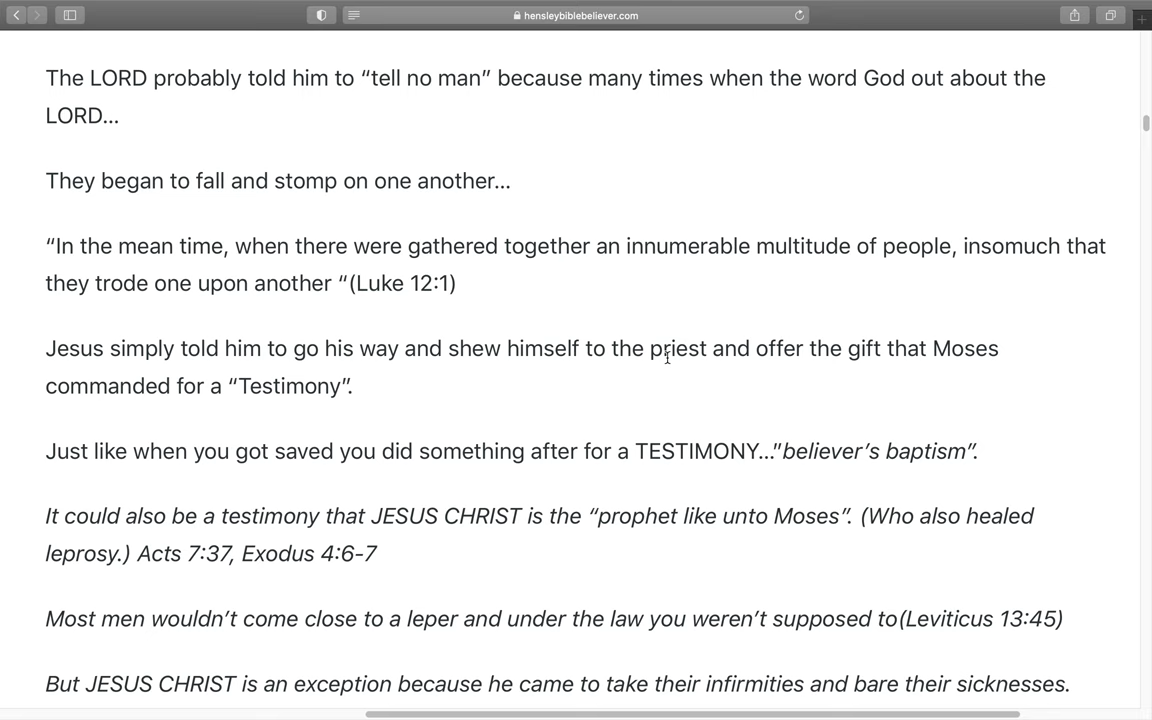 hensleybiblebeliever.com
The LORD probably told him to “tell no man” because many times when the word God out about the
LORD…
They began to fall and stomp on one another…
“In the mean time, when there were gathered together an innumerable multitude of people, insomuch that
they trode one upon another “(Luke 12:1)
Jesus simply told him to go his way and shew himself to the priest and offer the gift that Moses
commanded for a “Testimony”.
Just like when you got saved you did something after for a TESTIMONY…”believer’s baptism”.
It could also be a testimony that JESUS CHRIST is the “prophet like unto Moses”. (Who also healed
leprosy.) Acts 7:37, Exodus 4:6-7
Most men wouldn’t come close to a leper and under the law you weren’t supposed to(Leviticus 13:45)
But JESUS CHRIST is an exception because he came to take their infirmities and bare their sicknesses.